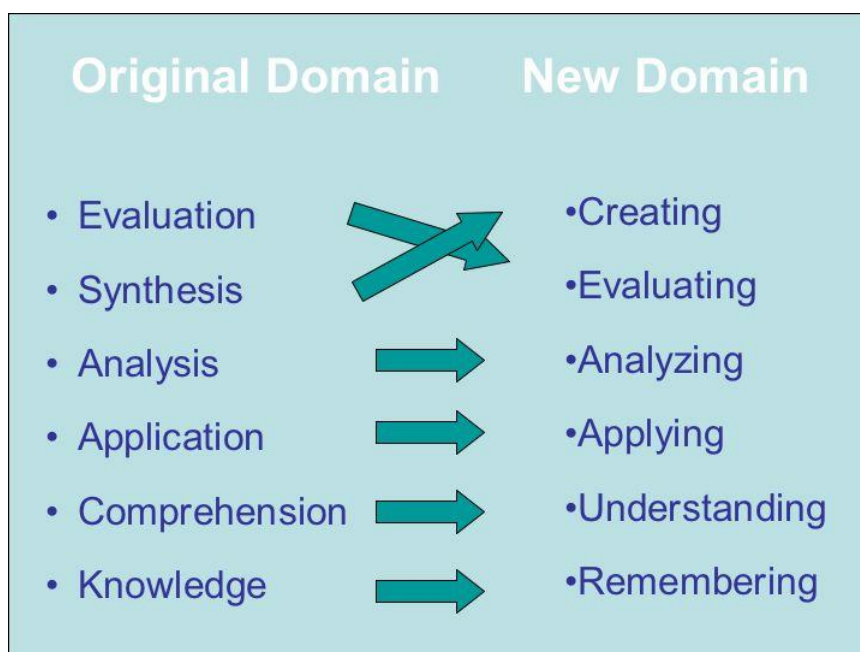 Original Domain New Domain
• Evaluation •Creating
• Synthesis •Evaluating
• Analysis •Analyzing
• Application •Applying
• Comprehension •Understanding
• Knowledge •Remembering